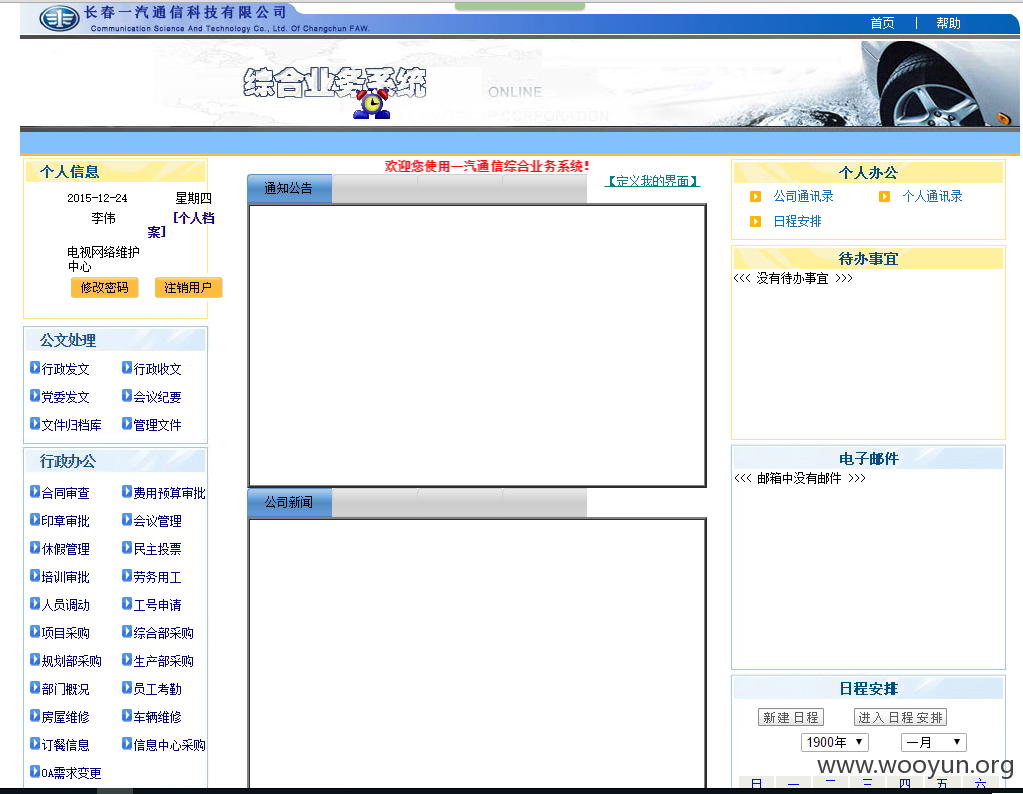 长春一汽通信科技有限公司
Communication Science And Technology Co., Ltd. Of Changchun FAW.
首页 | 帮助
综合业务系统
ONLINE
CORPORATION
个人信息
2015-12-24 星期四
李伟 [个人档
案]
电视网络维护
中心
修改密码 注销用户
公文处理
行政发文 行政收文
党委发文 会议纪要
文件归档库 管理文件
行政办公
合同审查 费用预算审批
印章审批 会议管理
休假管理 民主投票
培训审批 劳务用工
人员调动 工号申请
项目采购 综合部采购
规划部采购 生产部采购
部门概况 员工考勤
房屋维修 车辆维修
订餐信息 信息中心采购
OA需求变更
欢迎您使用一汽通信综合业务系统!
通知公告
【定义我的界面】
公司新闻
个人办公
公司通讯录 个人通讯录
日程安排
待办事宜
<<< 没有待办事宜 >>>
电子邮件
<<< 邮箱中没有邮件 >>>
日程安排
新建日程 进入日程安排
1900年 ▼ 一月 ▼
www.wooyun.org
日 一 二 三 四 五 六